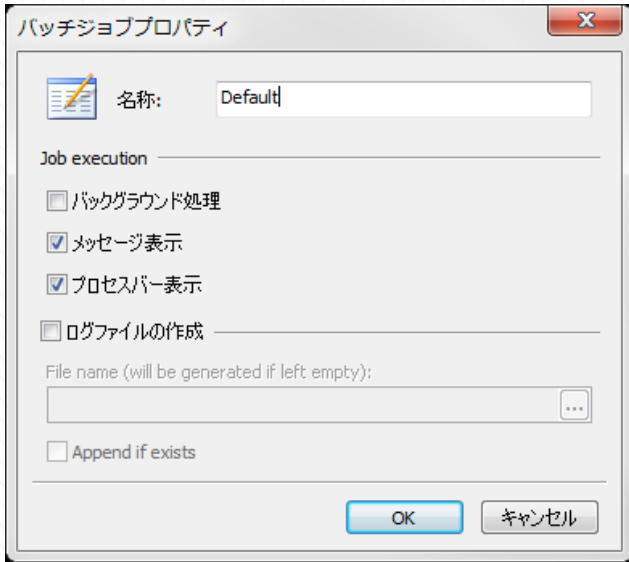 バッチジョブプロパティ
名称:
Default
Job execution
バックグラウンド処理
メッセージ表示
プロセスバー表示
ログファイルの作成
File name (will be generated if left empty):
...
Append if exists
OK
キャンセル